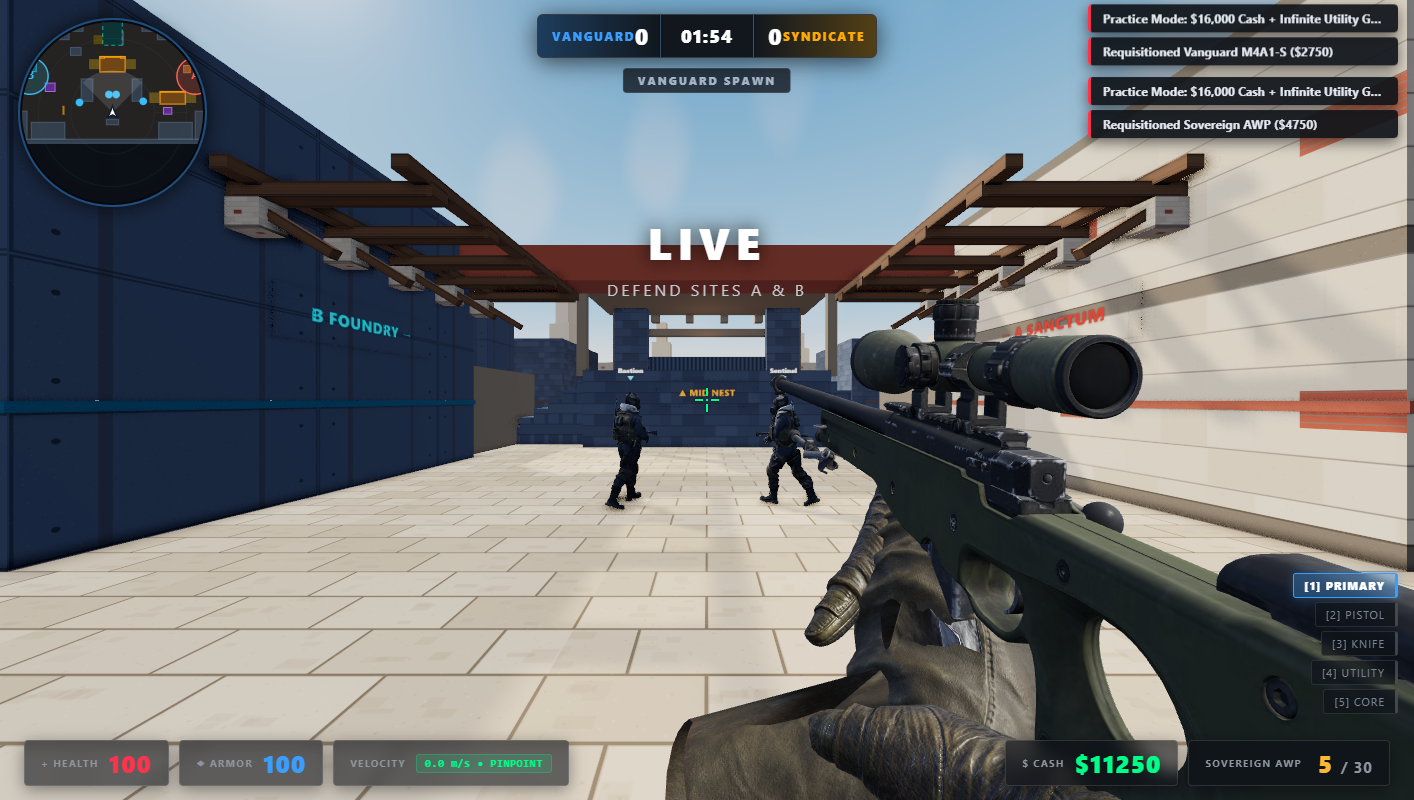 VANGUARD 0
01:54
0 SYNDICATE
VANGUARD SPAWN
Practice Mode: $16,000 Cash + Infinite Utility G...
Requisitioned Vanguard M4A1-S ($2750)
Practice Mode: $16,000 Cash + Infinite Utility G...
Requisitioned Sovereign AWP ($4750)
B
A
LIVE
DEFEND SITES A & B
B FOUNDRY →
A SANCTUM
Bastion
Sentinel
▲ MID NEST
[1] PRIMARY
[2] PISTOL
[3] KNIFE
[4] UTILITY
[5] CORE
+ HEALTH 100
◆ ARMOR 100
VELOCITY 0.0 m/s • PINPOINT
$ CASH $11250
SOVEREIGN AWP 5 / 30